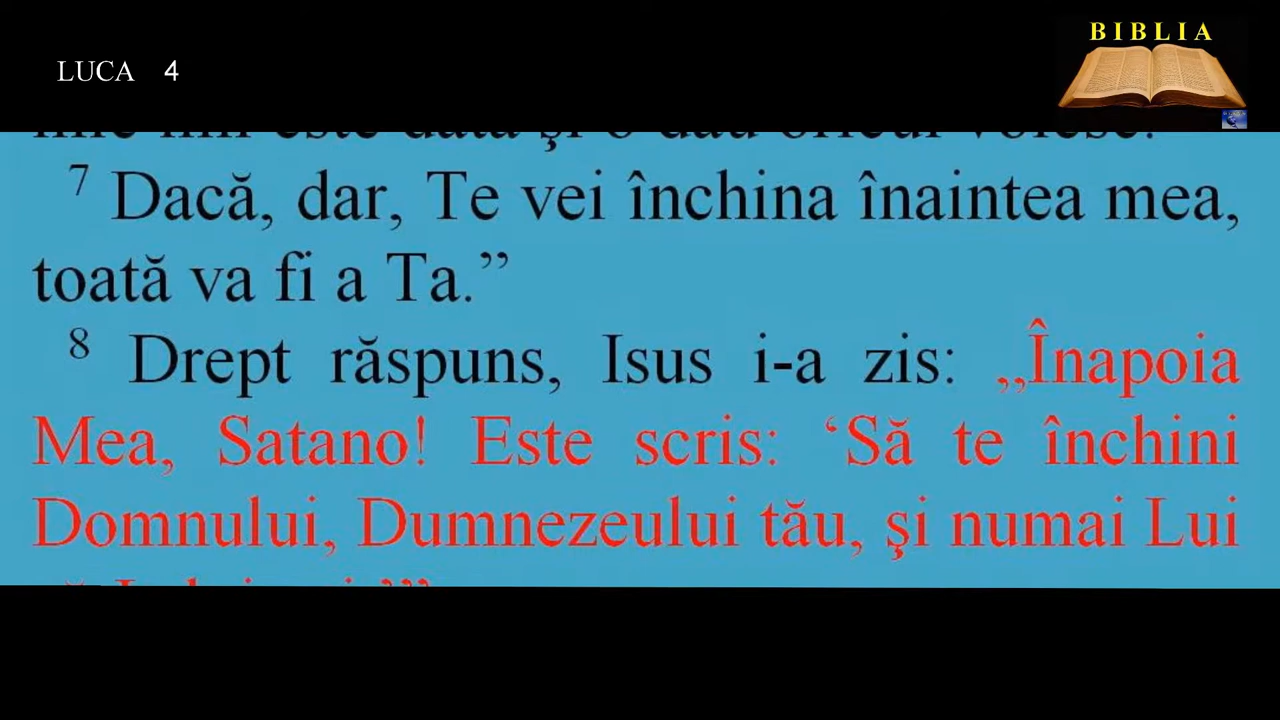 BIBLIA
LUCA 4
7 Dacă, dar, Te vei închina înaintea mea,
toată va fi a Ta.”
8 Drept răspuns, Isus i-a zis: „Înapoia
Mea, Satano! Este scris: ‘Să te închini
Domnului, Dumnezeului tău, şi numai Lui